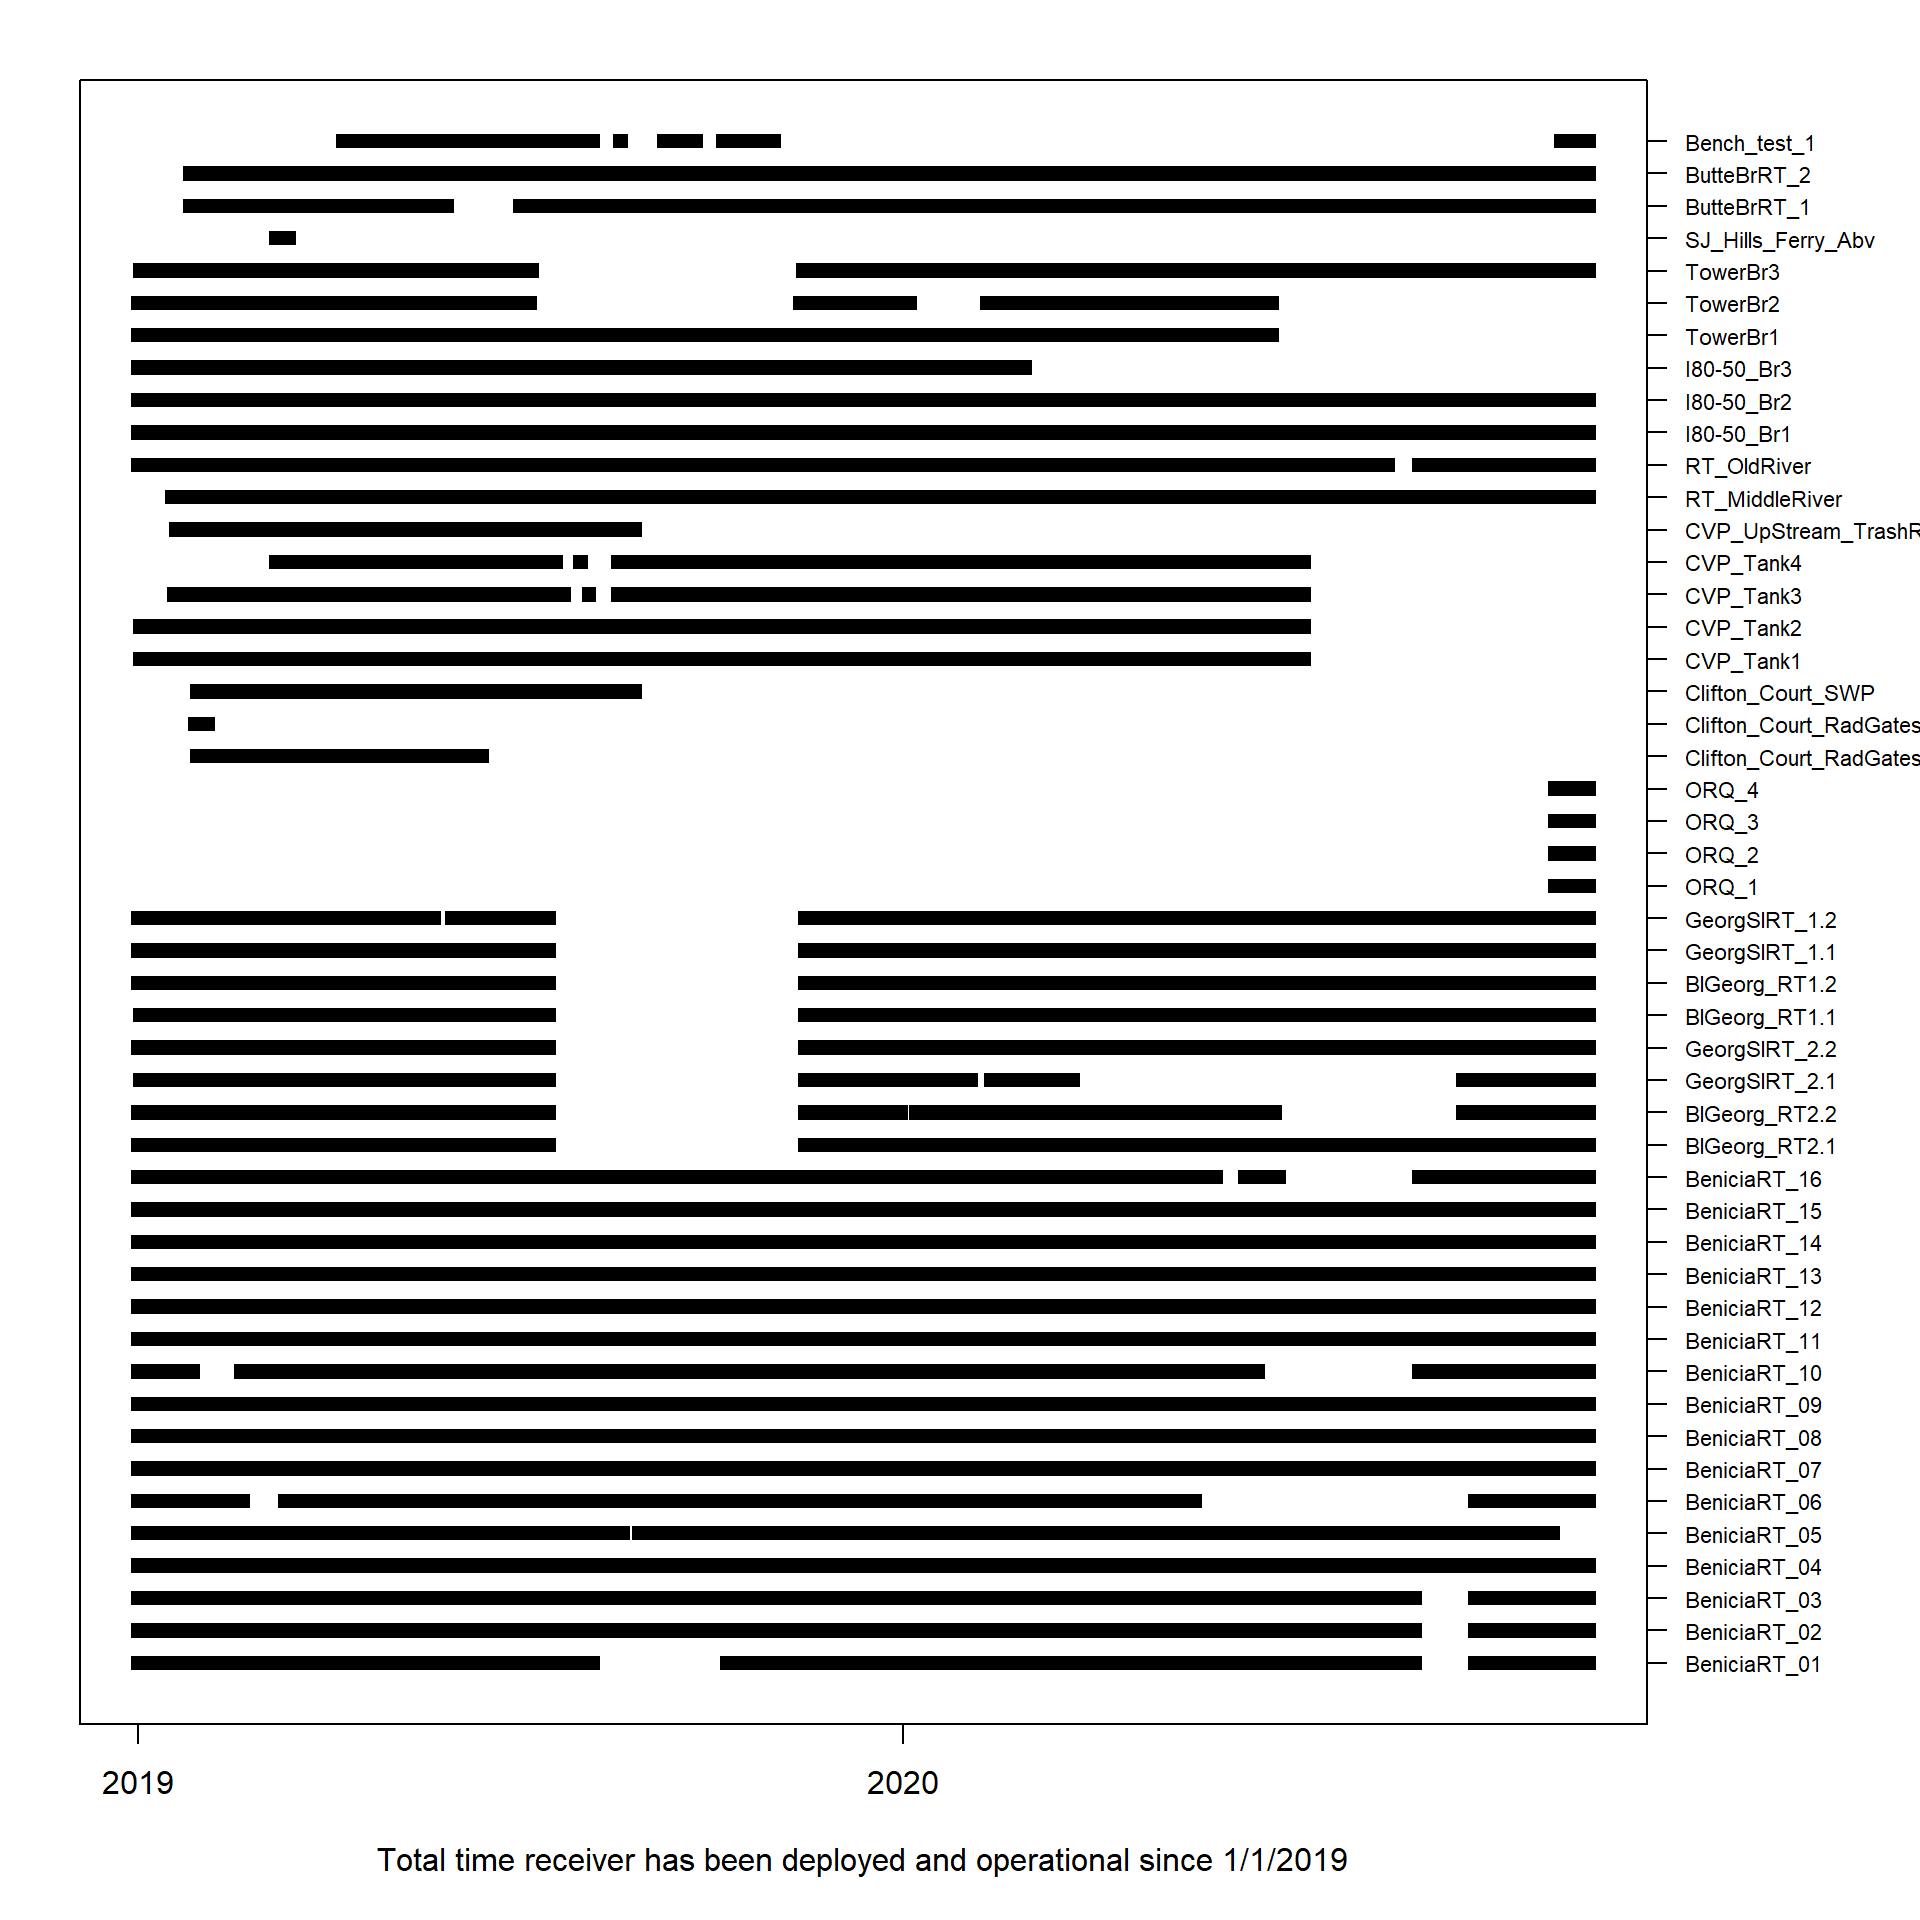 Bench_test_1
ButteBrRT_2
ButteBrRT_1
SJ_Hills_Ferry_Abv
TowerBr3
TowerBr2
TowerBr1
I80-50_Br3
I80-50_Br2
I80-50_Br1
RT_OldRiver
RT_MiddleRiver
CVP_UpStream_TrashR
CVP_Tank4
CVP_Tank3
CVP_Tank2
CVP_Tank1
Clifton_Court_SWP
Clifton_Court_RadGates
Clifton_Court_RadGates
ORQ_4
ORQ_3
ORQ_2
ORQ_1
GeorgSlRT_1.2
GeorgSlRT_1.1
BlGeorg_RT1.2
BlGeorg_RT1.1
GeorgSlRT_2.2
GeorgSlRT_2.1
BlGeorg_RT2.2
BlGeorg_RT2.1
BeniciaRT_16
BeniciaRT_15
BeniciaRT_14
BeniciaRT_13
BeniciaRT_12
BeniciaRT_11
BeniciaRT_10
BeniciaRT_09
BeniciaRT_08
BeniciaRT_07
BeniciaRT_06
BeniciaRT_05
BeniciaRT_04
BeniciaRT_03
BeniciaRT_02
BeniciaRT_01
2019 2020
Total time receiver has been deployed and operational since 1/1/2019